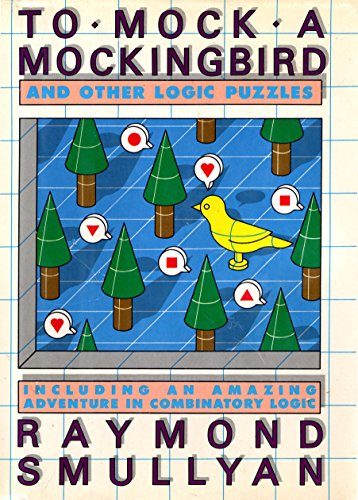 TO·MOCK·A
MOCKINGBIRD
AND OTHER LOGIC PUZZLES
INCLUDING AN AMAZING
ADVENTURE IN COMBINATORY LOGIC
RAYMOND
SMULLYAN